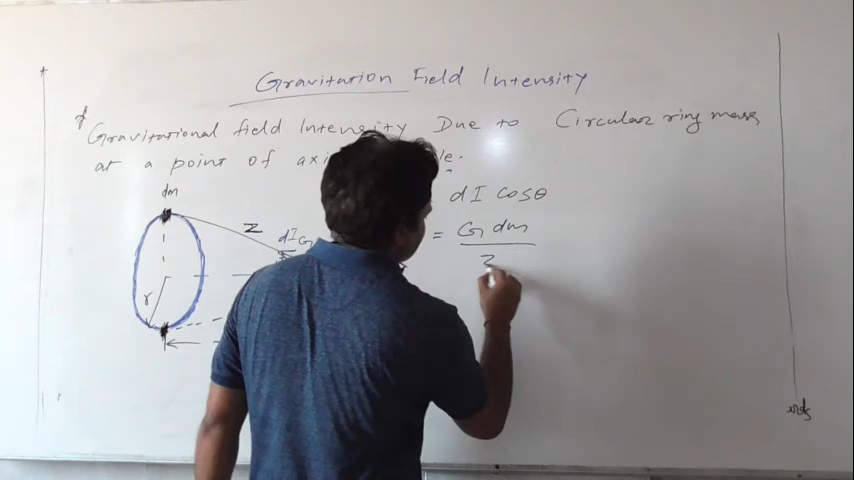 Gravitation Field Intensity
Gravitational field Intensity Due to Circular ring mass
at a point of
dm
dI cosθ
z
dI G
= G dm
z
r